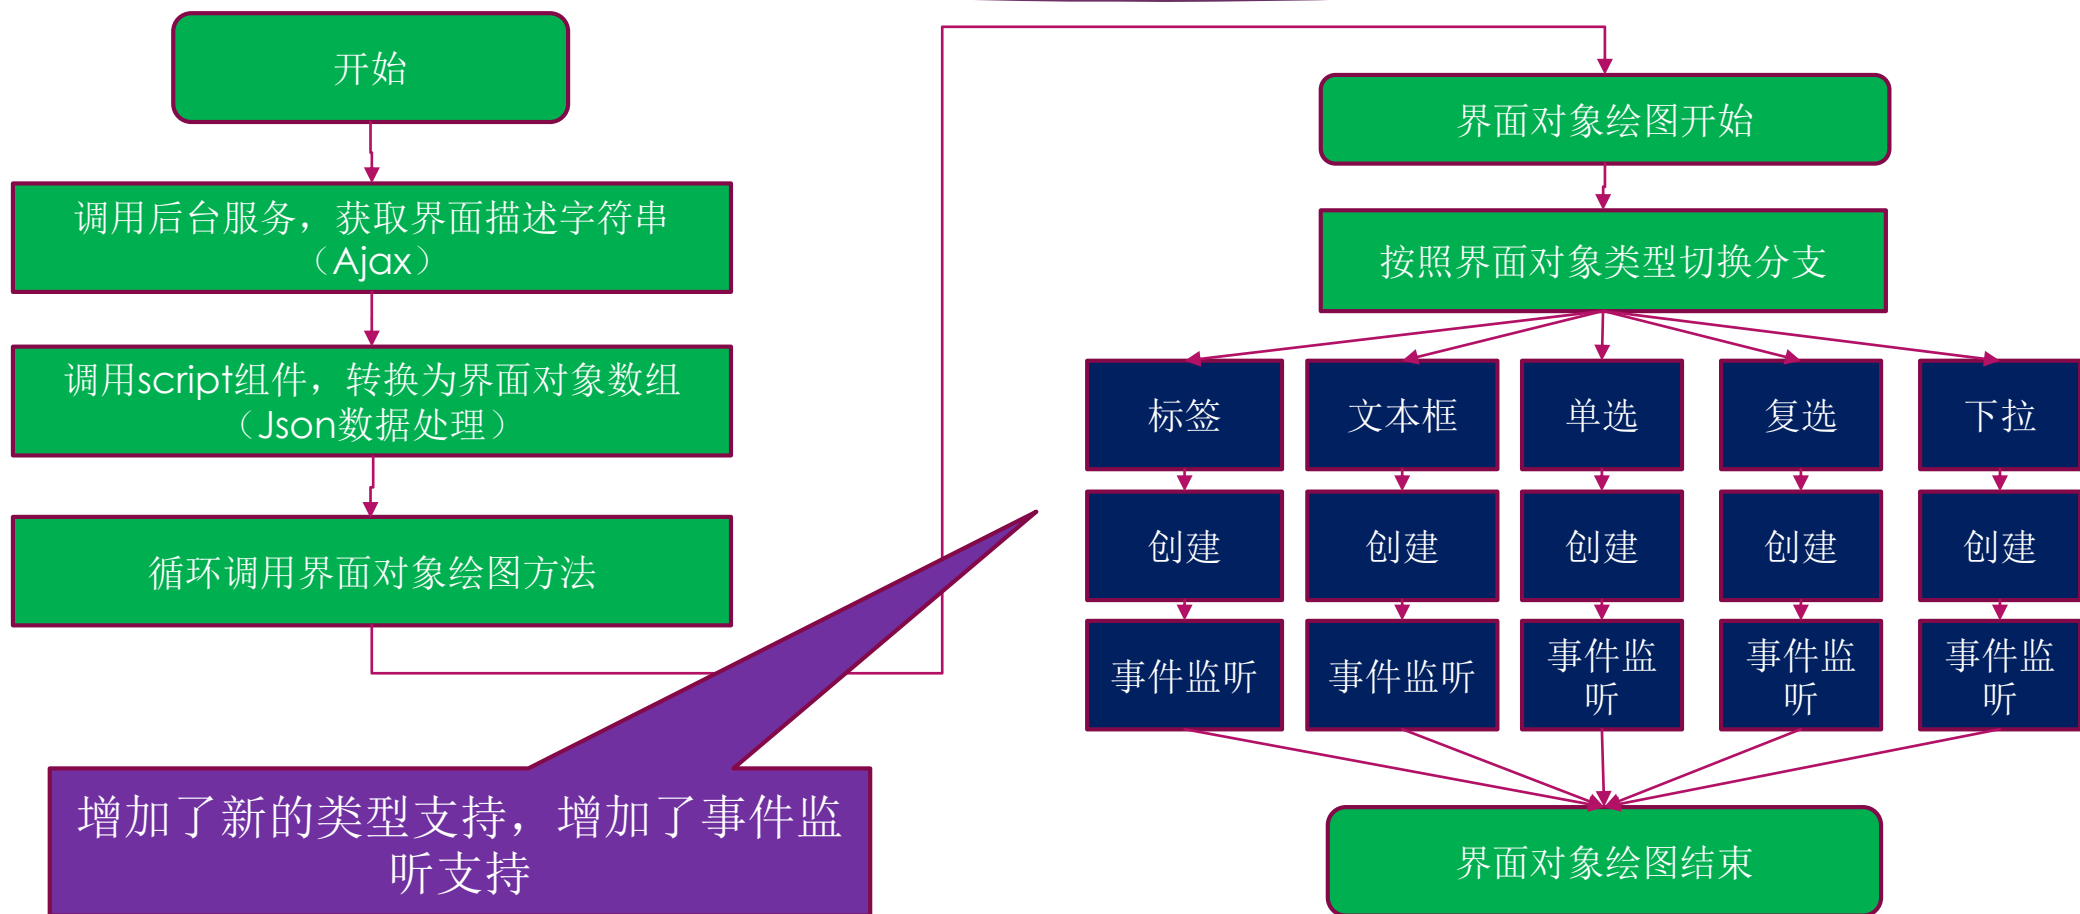 开始
调用后台服务，获取界面描述字符串
（Ajax）
调用script组件，转换为界面对象数组
（Json数据处理）
循环调用界面对象绘图方法
增加了新的类型支持，增加了事件监
听支持
界面对象绘图开始
按照界面对象类型切换分支
标签
文本框
单选
复选
下拉
创建
创建
创建
创建
创建
事件监听
事件监听
事件监
听
事件监
听
事件监
听
界面对象绘图结束